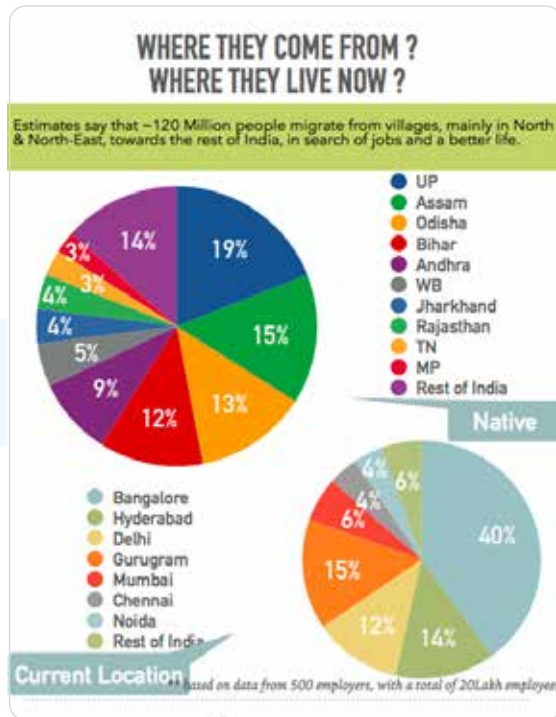 WHERE THEY COME FROM ?
WHERE THEY LIVE NOW ?
Estimates say that ~120 Million people migrate from villages, mainly in North
& North-East, towards the rest of India, in search of jobs and a better life.
UP
Assam
Odisha
Bihar
Andhra
WB
Jharkhand
Rajasthan
TN
MP
Rest of India
19%
15%
13%
12%
9%
5%
4%
4%
3%
3%
14%
Native
Bangalore
Hyderabad
Delhi
Gurugram
Mumbai
Chennai
Noida
Rest of India
40%
14%
12%
15%
6%
4%
4%
6%
Current Location
** based on data from 500 employers, with a total of 20Lakh employee